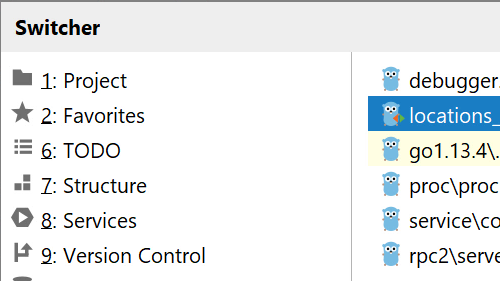 Switcher
1: Project
2: Favorites
6: TODO
7: Structure
8: Services
9: Version Control
debugger.
locations_
go1.13.4\.
proc\proc
service\co
rpc2\serve